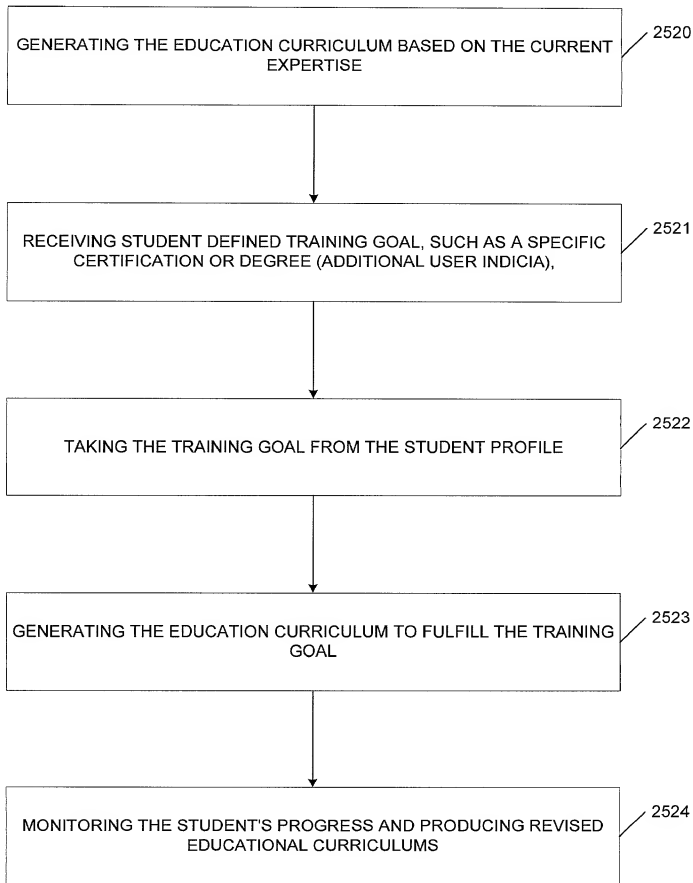 GENERATING THE EDUCATION CURRICULUM BASED ON THE CURRENT
EXPERTISE
2520
RECEIVING STUDENT DEFINED TRAINING GOAL, SUCH AS A SPECIFIC
CERTIFICATION OR DEGREE (ADDITIONAL USER INDICIA),
2521
TAKING THE TRAINING GOAL FROM THE STUDENT PROFILE
2522
GENERATING THE EDUCATION CURRICULUM TO FULFILL THE TRAINING
GOAL
2523
MONITORING THE STUDENT'S PROGRESS AND PRODUCING REVISED
EDUCATIONAL CURRICULUMS
2524